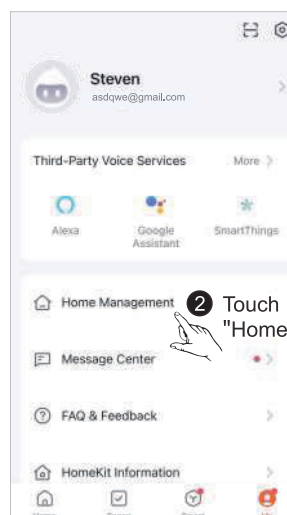 Steven
asdqwe@gmail.com
Third-Party Voice Services More
Alexa
Google
Assistant
SmartThings
Home Management
2 Touch
"Home
Message Center
FAQ & Feedback
HomeKit Information